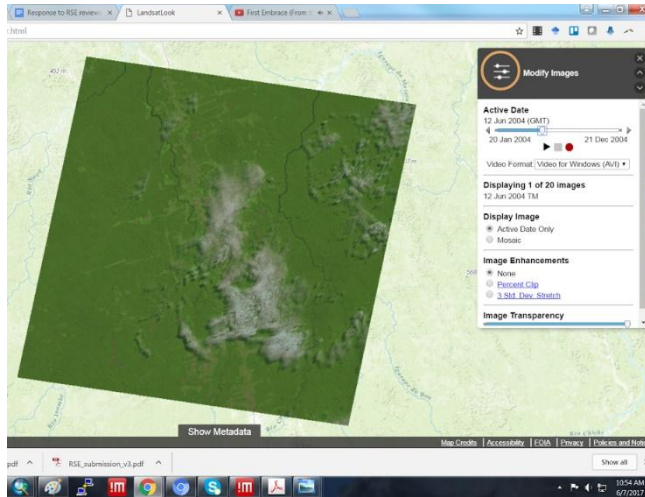 Response to RSE review
LandsatLook
First Embrace (From
.html
Modify Images
Active Date
12 Jun 2004 (GMT)
20 Jan 2004
21 Dec 2004
Video Format: Video for Windows (AVI)
Displaying 1 of 20 images
12 Jun 2004 TM
Display Image
Active Date Only
Mosaic
Image Enhancements
None
Percent Clip
3 Std. Dev. Stretch
Image Transparency
Show Metadata
Map Credits | Accessibility | FOIA | Privacy | Policies and Noti
pdf
RSE_submission_v3.pdf
Show all
10:54 AM
6/7/2017